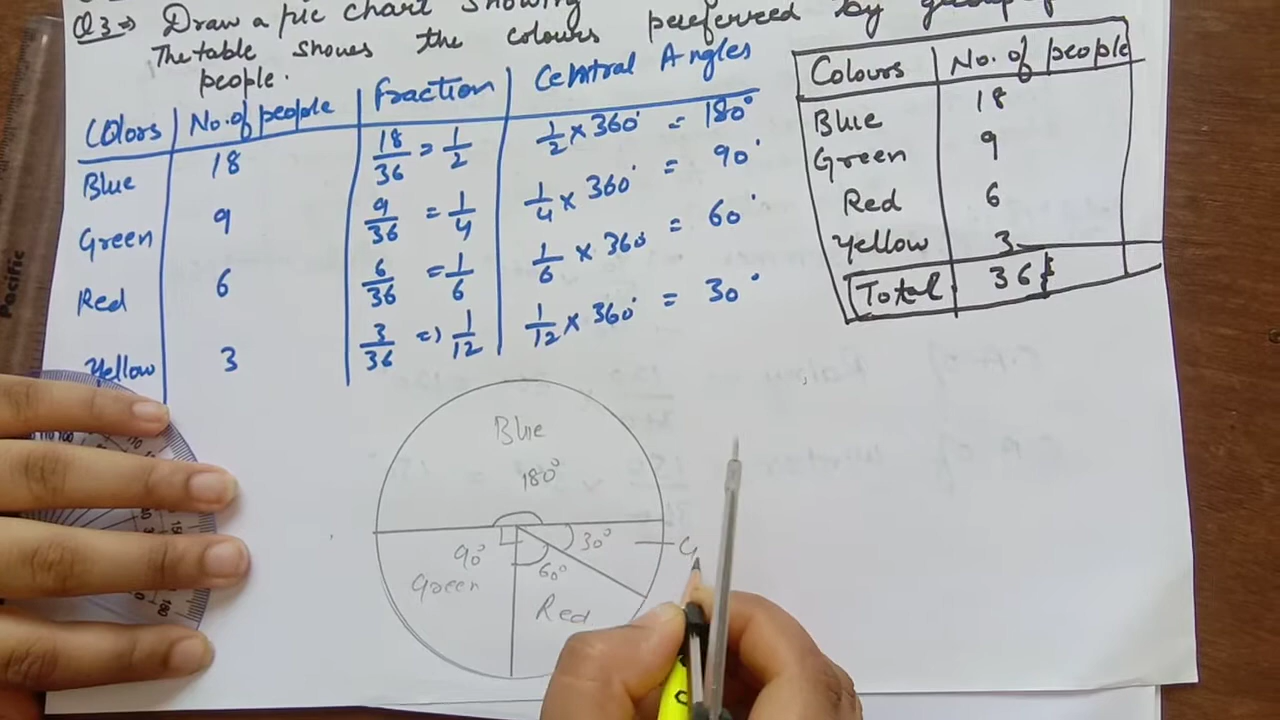 Q3⇒ Draw a pie chart showing
The table shows the colours preferred by group of
people.
Colors No. of people Fraction Central Angles
Blue 18 18/36 = 1/2 1/2 × 360° = 180°
Green 9 9/36 = 1/4 1/4 × 360° = 90°
Red 6 6/36 = 1/6 1/6 × 360° = 60°
Yellow 3 3/36 => 1/12 1/12 × 360° = 30°
Colours No. of people
Blue 18
Green 9
Red 6
Yellow 3
Total 36
Blue
180°
90° 60° 30°
Green
Red
Pacific